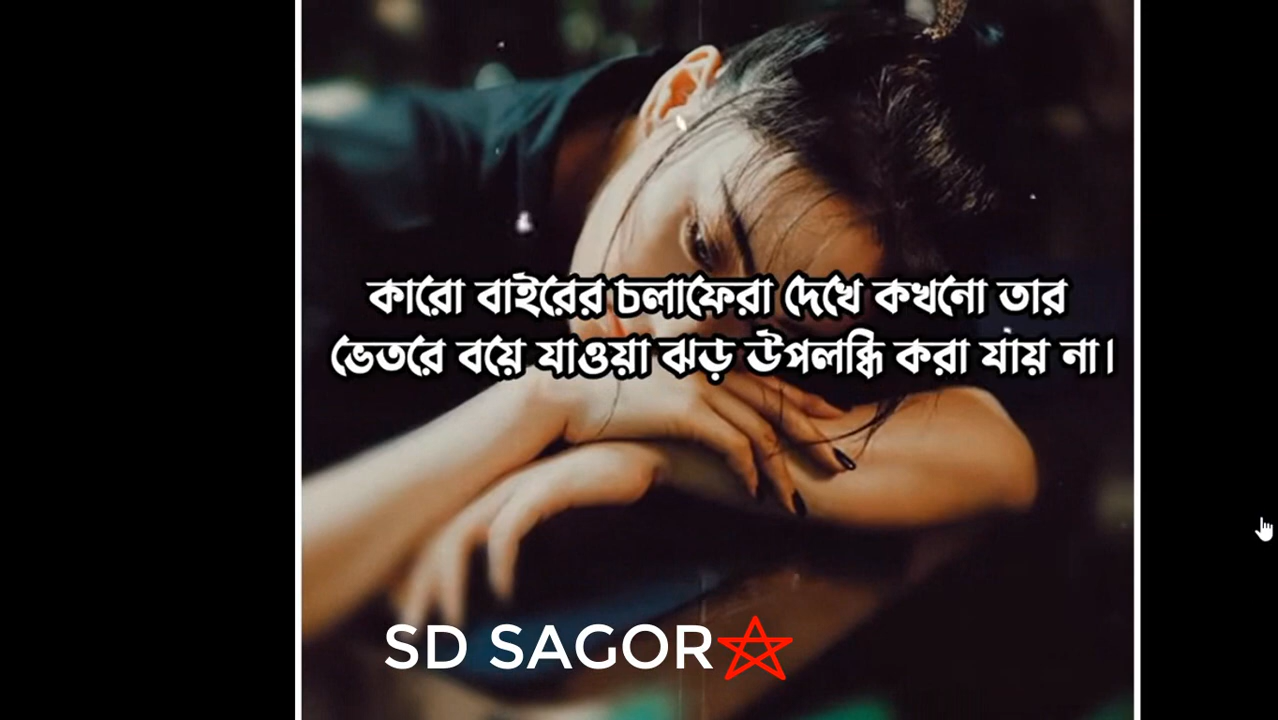 কারো বাইরের চলাফেরা দেখে কখনো তার
ভেতরে বয়ে যাওয়া ঝড় উপলব্ধি করা যায় না।
SD SAGOR